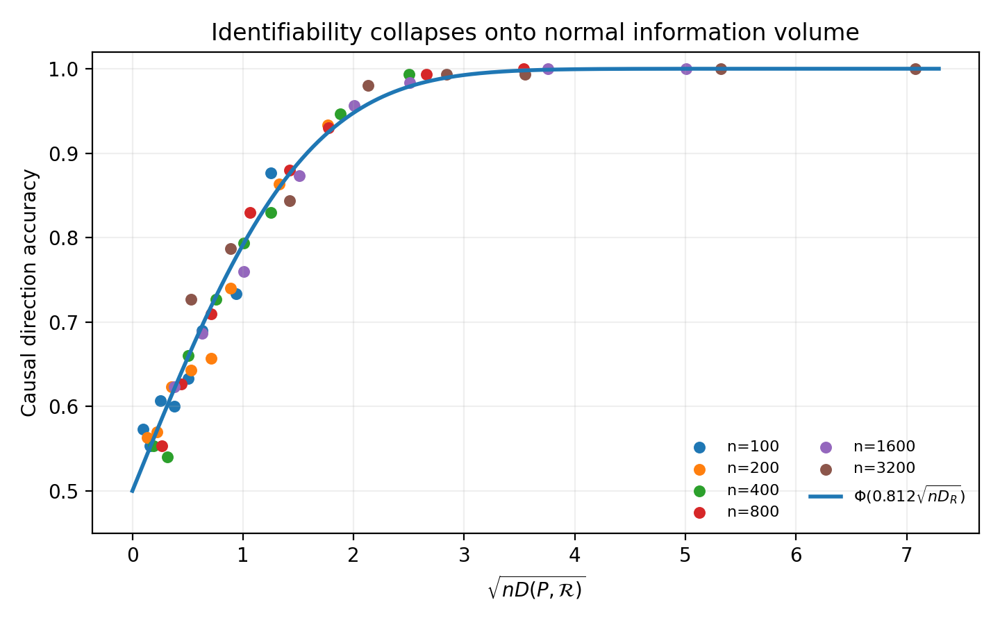 Identifiability collapses onto normal information volume
Causal direction accuracy
1.0
0.9
0.8
0.7
0.6
0.5
0 1 2 3 4 5 6 7
√nD(P, ℛ)
n=100
n=200
n=400
n=800
n=1600
n=3200
Φ(0.812√nD_R)